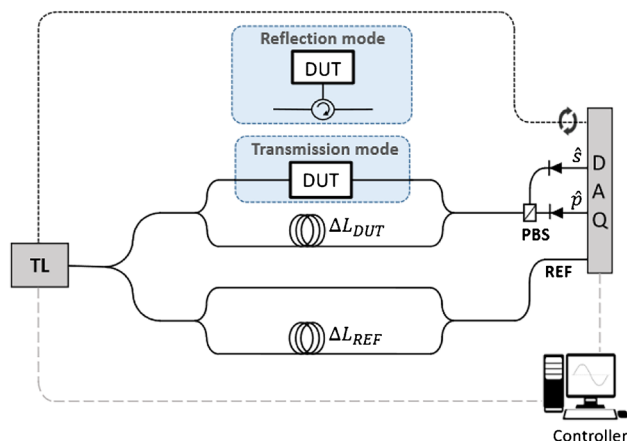 Reflection mode
DUT
Transmission mode
DUT
ΔL_DUT
TL
ΔL_REF
ŝ
p̂
PBS
REF
D
A
Q
Controller